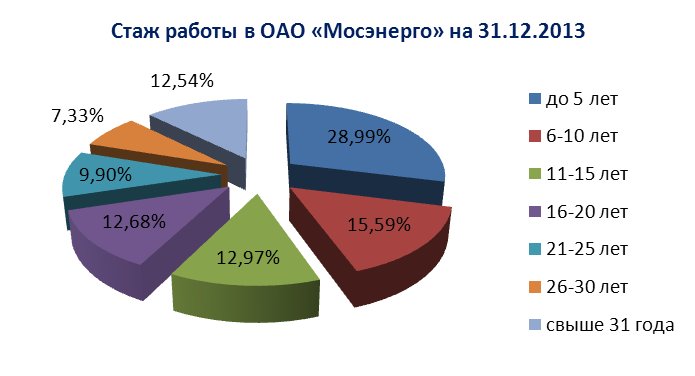 Стаж работы в ОАО «Мосэнерго» на 31.12.2013
12,54%
7,33%
9,90%
12,68%
12,97%
15,59%
28,99%
до 5 лет
6-10 лет
11-15 лет
16-20 лет
21-25 лет
26-30 лет
свыше 31 года